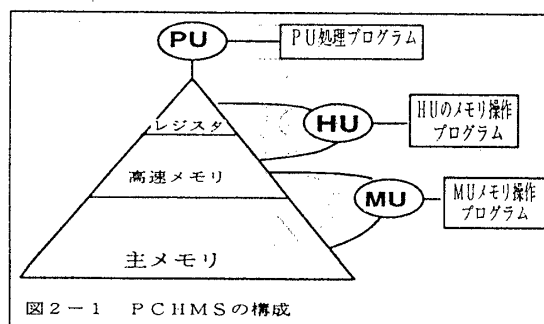 PU
PU処理プログラム
レジスタ
HU
HUのメモリ操作
プログラム
高速メモリ
MU
MUメモリ操作
プログラム
主メモリ
図2-1 PCHMSの構成